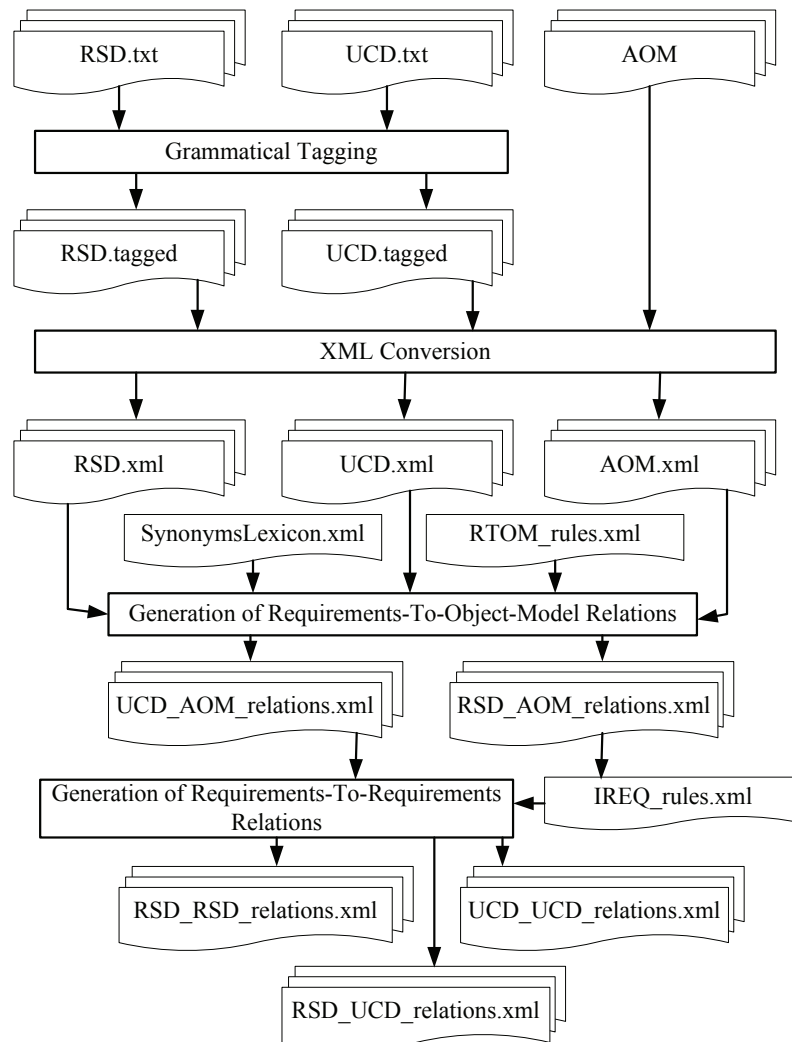 RSD.txt
UCD.txt
AOM
Grammatical Tagging
RSD.tagged
UCD.tagged
XML Conversion
RSD.xml
UCD.xml
AOM.xml
SynonymsLexicon.xml
RTOM_rules.xml
Generation of Requirements-To-Object-Model Relations
UCD_AOM_relations.xml
RSD_AOM_relations.xml
Generation of Requirements-To-Requirements
Relations
IREQ_rules.xml
RSD_RSD_relations.xml
UCD_UCD_relations.xml
RSD_UCD_relations.xml